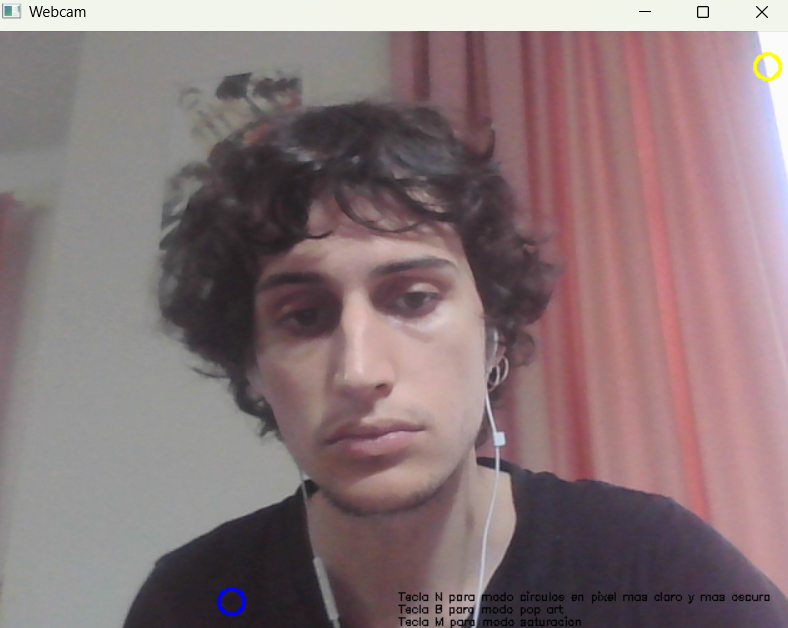 Webcam
Tecla N para modo circulos en pixel mas claro y mas oscuro
Tecla B para modo pop art
Tecla M para modo saturacion